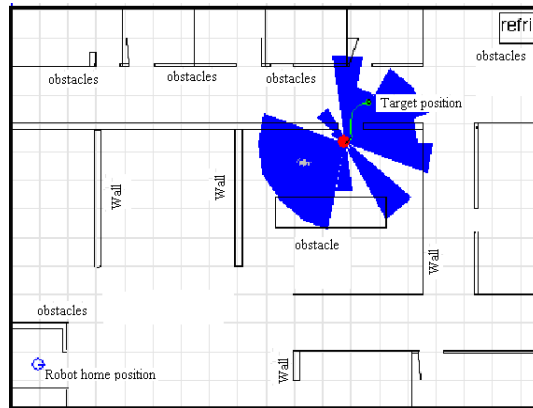 refri
obstacles
obstacles
obstacles
obstacles
Target position
Wall
Wall
obstacle
Wall
obstacles
Robot home position
Wall